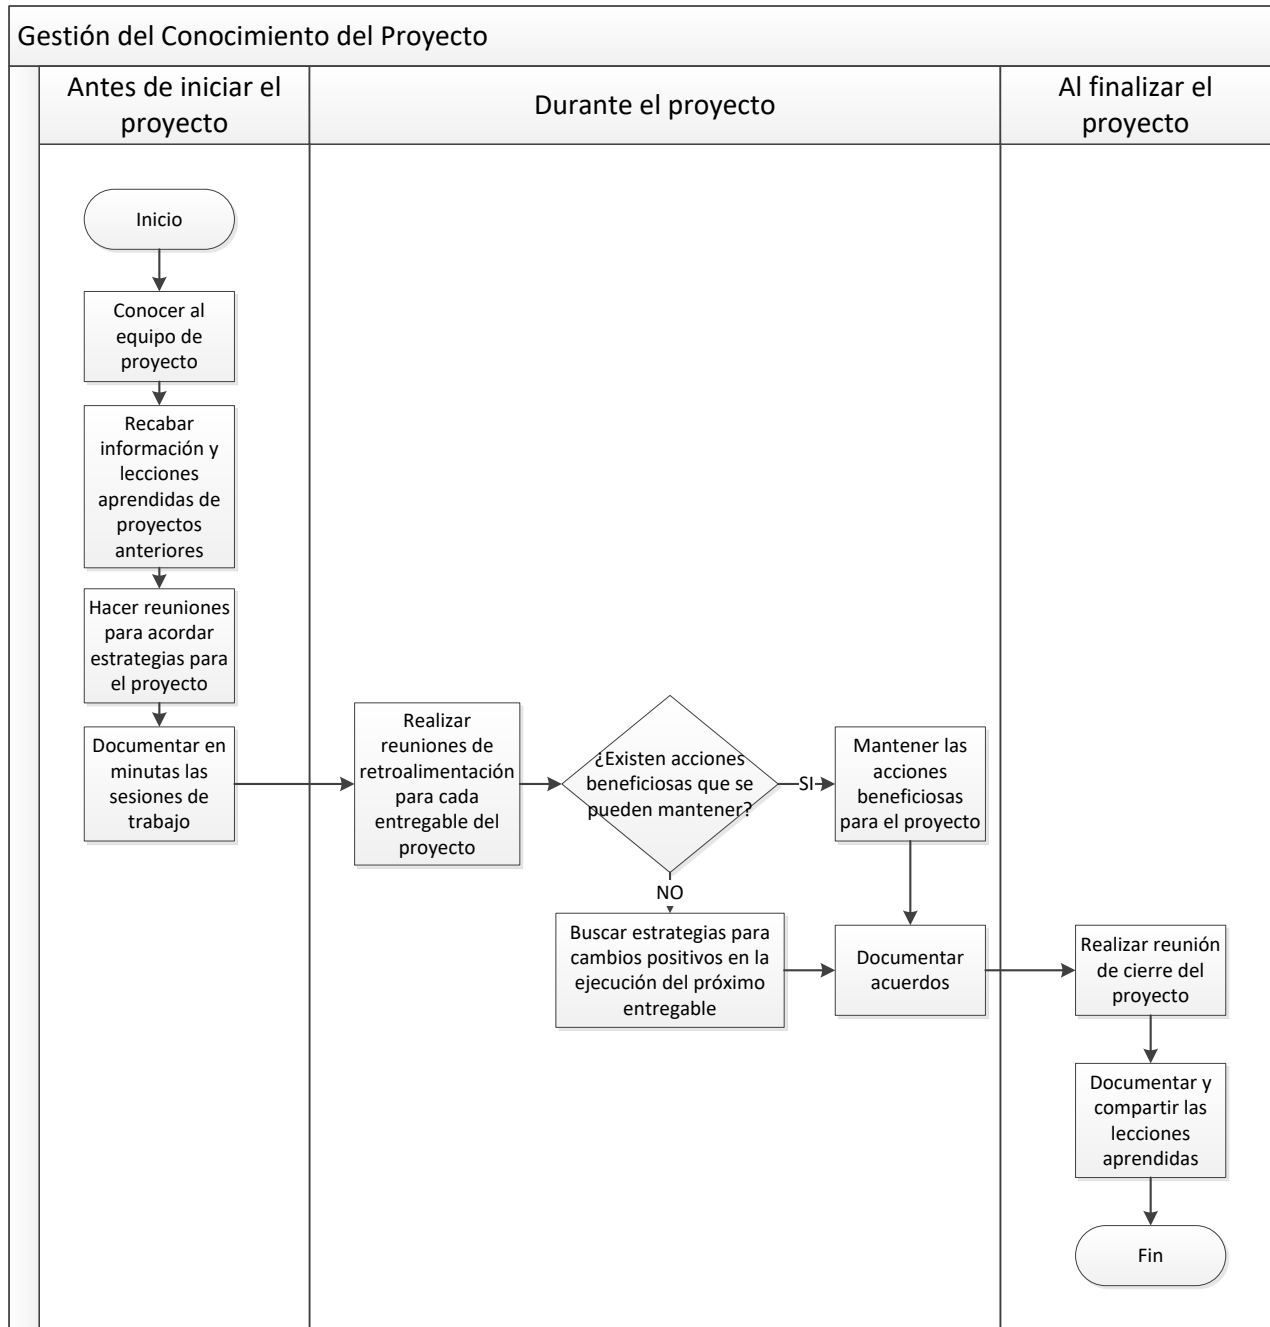 Gestión del Conocimiento del Proyecto
Antes de iniciar el
proyecto
Durante el proyecto
Al finalizar el
proyecto
Inicio
Conocer al
equipo de
proyecto
Recabar
información y
lecciones
aprendidas de
proyectos
anteriores
Hacer reuniones
para acordar
estrategias para
el proyecto
Documentar en
minutas las
sesiones de
trabajo
Realizar
reuniones de
retroalimentación
para cada
entregable del
proyecto
¿Existen acciones
beneficiosas que se
pueden mantener?
SI
Mantener las
acciones
beneficiosas
para el proyecto
NO
Buscar estrategias para
cambios positivos en la
ejecución del próximo
entregable
Documentar
acuerdos
Realizar reunión
de cierre del
proyecto
Documentar y
compartir las
lecciones
aprendidas
Fin